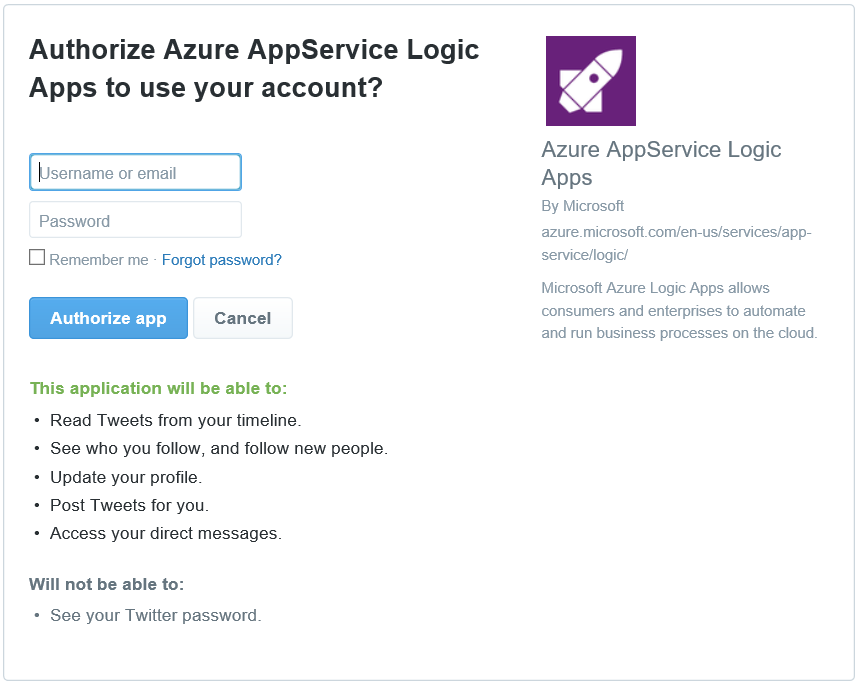 Authorize Azure AppService Logic
Apps to use your account?
Username or email
Password
Remember me · Forgot password?
Authorize app
Cancel
This application will be able to:
• Read Tweets from your timeline.
• See who you follow, and follow new people.
• Update your profile.
• Post Tweets for you.
• Access your direct messages.
Will not be able to:
• See your Twitter password.
Azure AppService Logic
Apps
By Microsoft
azure.microsoft.com/en-us/services/app-
service/logic/
Microsoft Azure Logic Apps allows
consumers and enterprises to automate
and run business processes on the cloud.